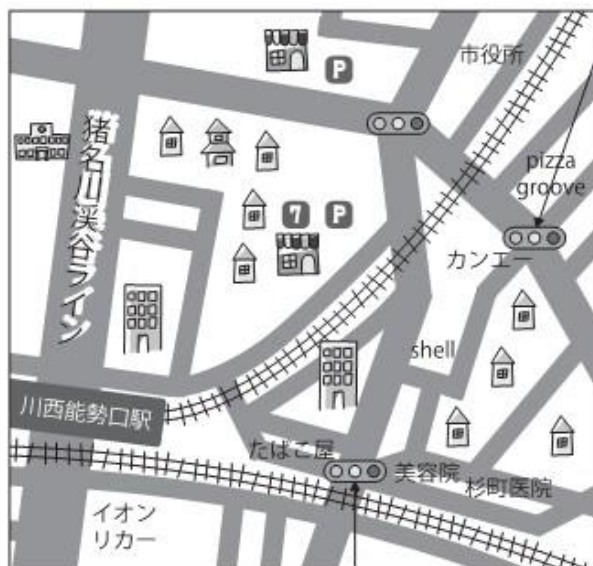 市役所
P
猪名川渓谷ライン
pizza
groove
7 P
カンエー
shell
川西能勢口駅
たばこ屋
美容院
杉町医院
イオン
リカー